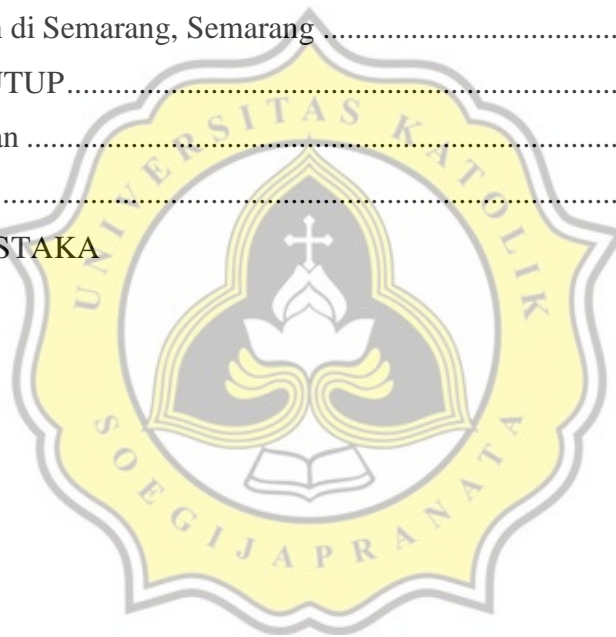 di Semarang, Semarang ....................................
UTUP....................................................................
an ...........................................................................
................................................................................
STAKA
UNIVERSITAS KATOLIK
SOEGIJAPRANATA